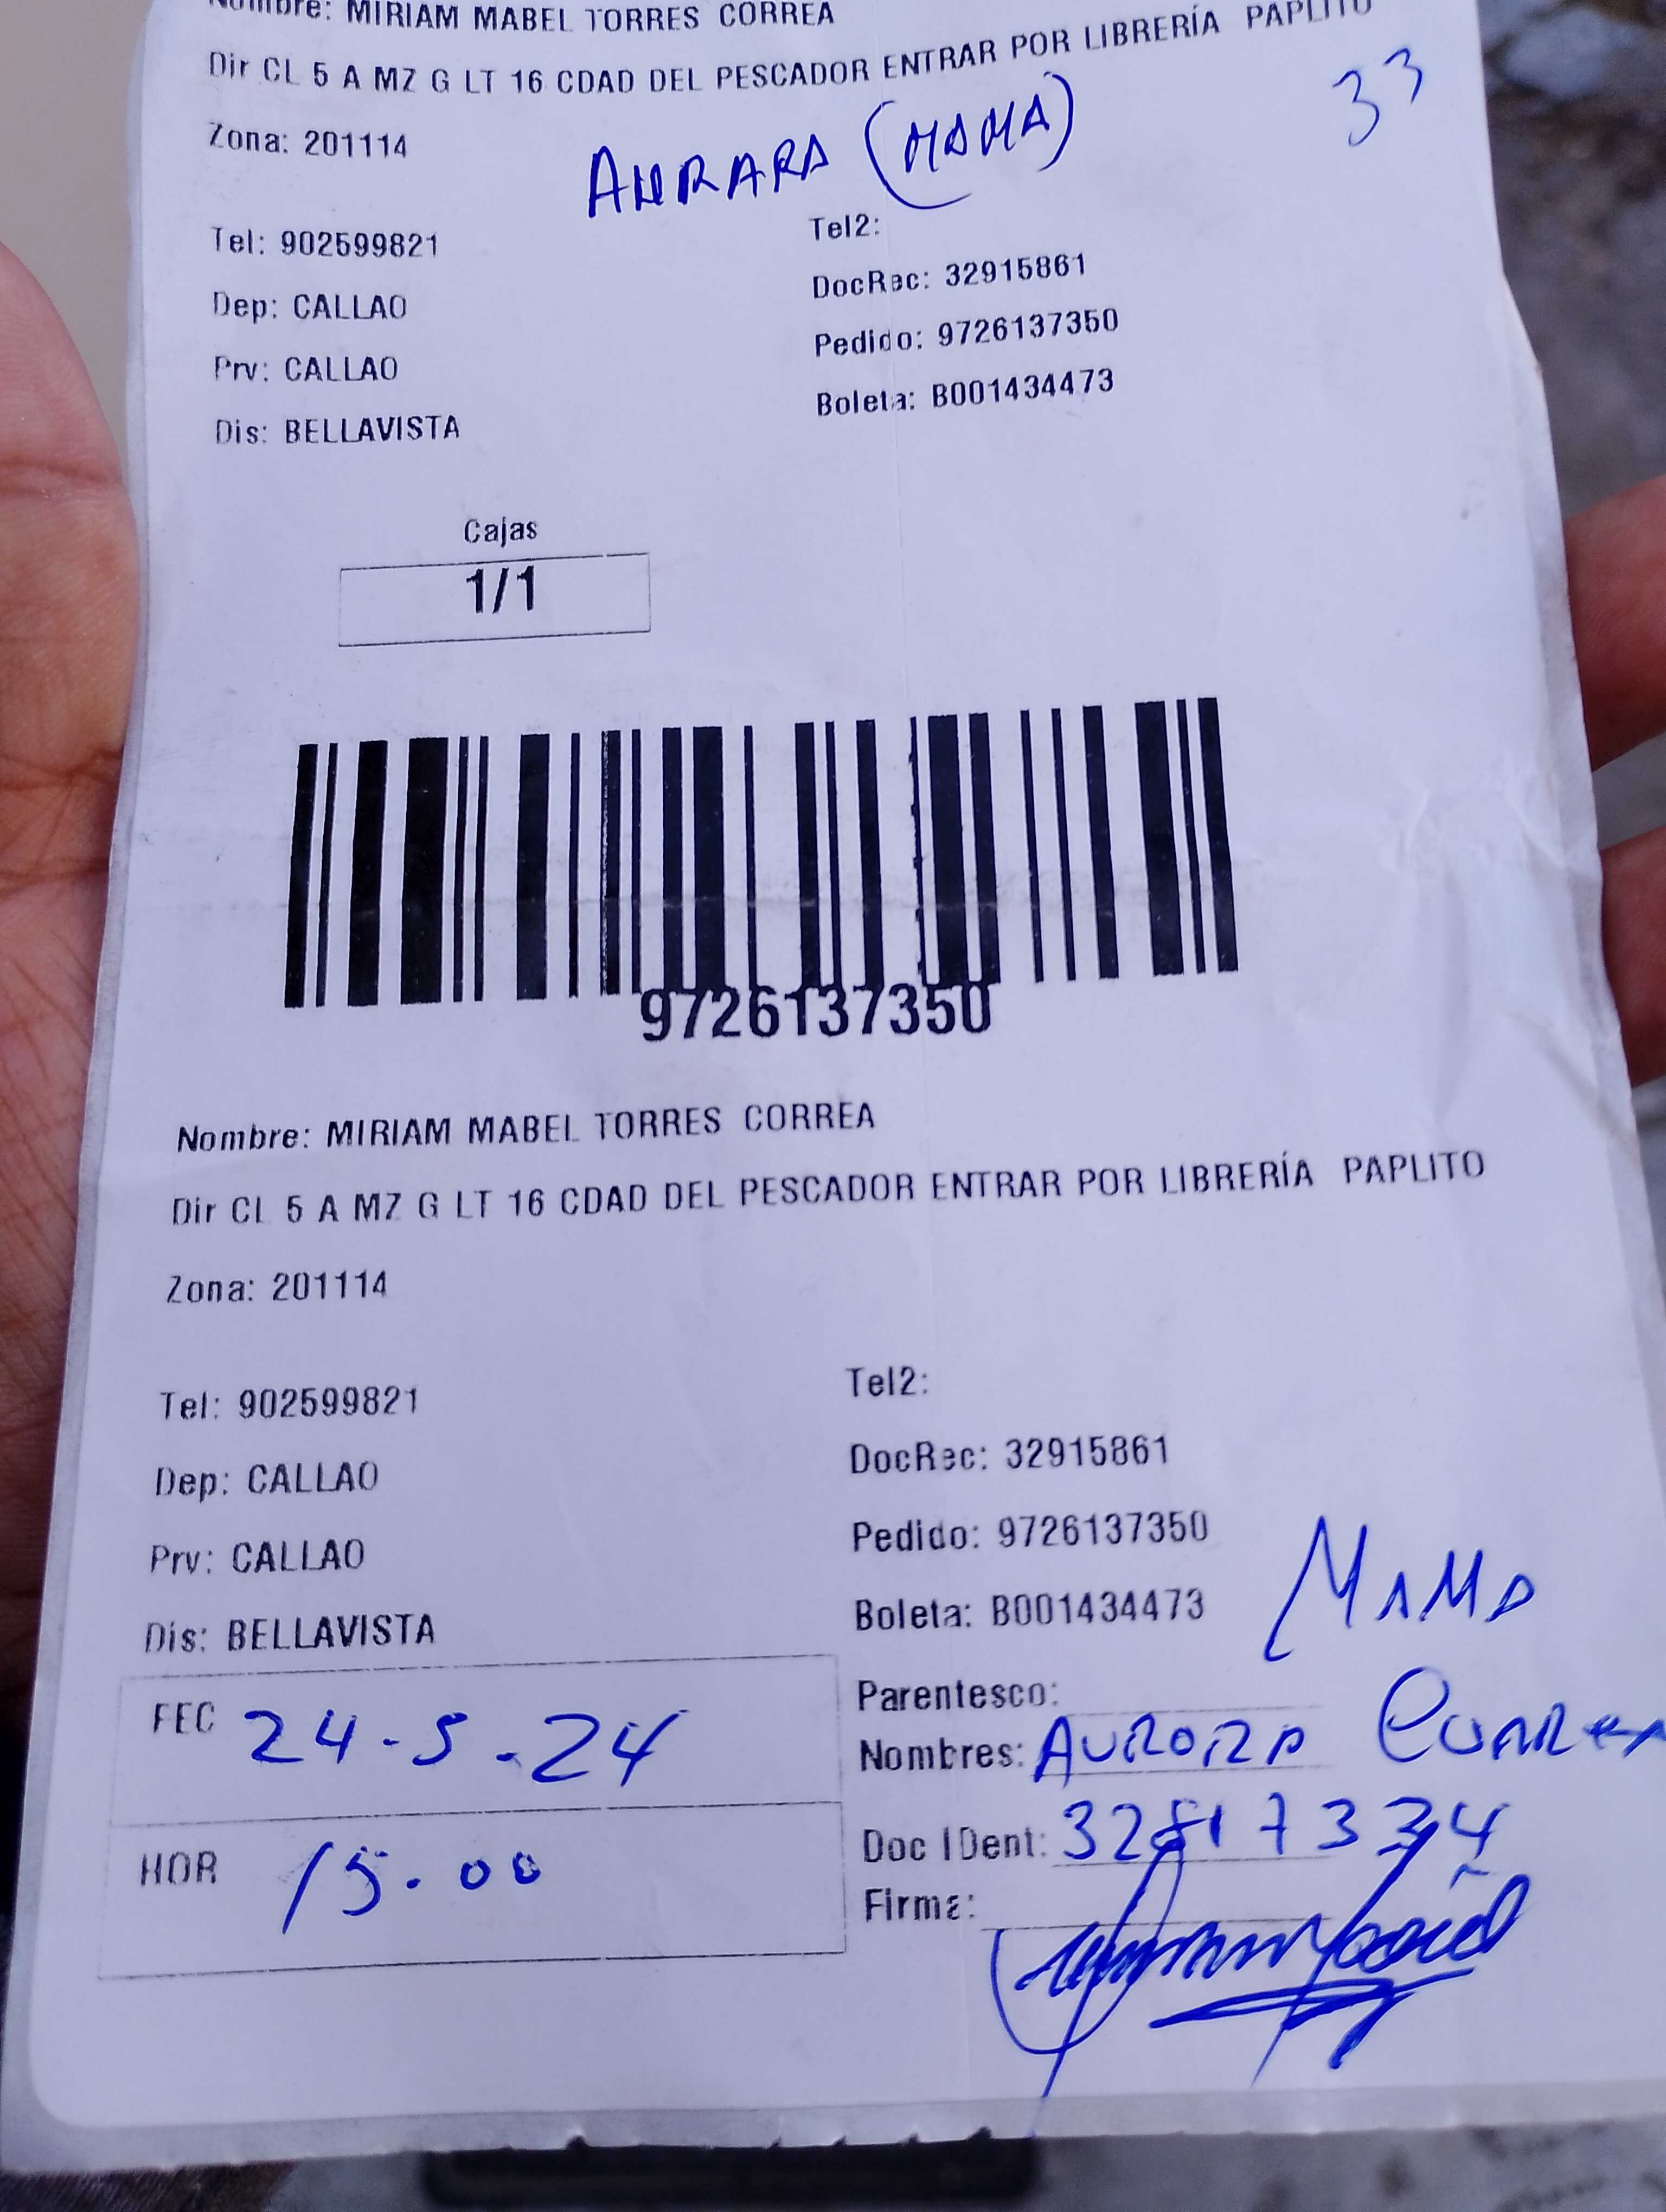 Nombre: MIRIAM MABEL TORRES CORREA
Dir CL 5 A MZ G LT 16 CDAD DEL PESCADOR ENTRAR POR LIBRERÍA PAPLITO
33
Zona: 201114
AURARA (MAMA)
Tel: 902599821
Tel2:
Dep: CALLAO
DocRec: 32915861
Prv: CALLAO
Pedido: 9726137350
Dis: BELLAVISTA
Boleta: B001434473
Cajas
1/1
9726137350
Nombre: MIRIAM MABEL TORRES CORREA
Dir CL 5 A MZ G LT 16 CDAD DEL PESCADOR ENTRAR POR LIBRERÍA PAPLITO
Zona: 201114
Tel: 902599821
Tel2:
Dep: CALLAO
DocRec: 32915861
Prv: CALLAO
Pedido: 9726137350
Dis: BELLAVISTA
Boleta: B001434473
MAMA
FEC 24-5-24
Parentesco:
Nombres: AURORA CORREA
HOR 15.00
Doc IDent:
Firma: